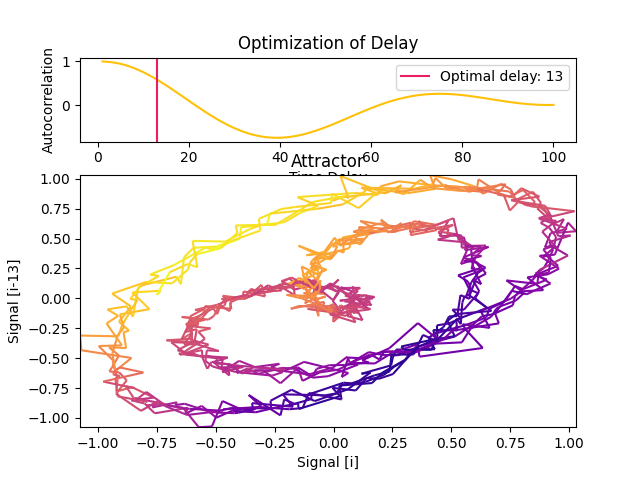 Optimization of Delay
Autocorrelation
1
0
Optimal delay: 13
0 20 40 60 80 100
Time Delay
Attractor
Signal [i-13]
1.00
0.75
0.50
0.25
0.00
−0.25
−0.50
−0.75
−1.00
−1.00 −0.75 −0.50 −0.25 0.00 0.25 0.50 0.75 1.00
Signal [i]